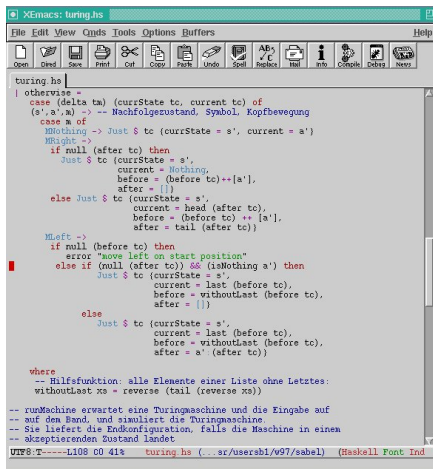 XEmacs: turing.hs
File Edit View Cmds Tools Options Buffers Help
Open Dired Save Print Cut Copy Paste Undo Spell Replace Mail Info Compile Debug News
turing.hs
| otherwise =
case (delta tm) (currState tc, current tc) of
(s',a',m) -> -- Nachfolgezustand, Symbol, Kopfbewegung
case m of
MNothing -> Just $ tc {currState = s', current = a'}
MRight ->
if null (after tc) then
Just $ tc {currState = s',
current = Nothing,
before = (before tc)++[a'],
after = []}
else Just $ tc {currState = s',
current = head (after tc),
before = (before tc) ++ [a'],
after = tail (after tc)}
MLeft ->
if null (before tc) then
error "move left on start position"
else if (null (after tc)) && (isNothing a') then
Just $ tc {currState = s',
current = last (before tc),
before = withoutLast (before tc),
after = []}
else
Just $ tc {currState = s',
current = last (before tc),
before = withoutLast (before tc),
after = a' (after tc)}
where
-- Hilfsfunktion: alle Elemente einer Liste ohne Letztes:
withoutLast xs = reverse (tail (reverse xs))
-- runMachine erwartet eine Turingmaschine und die Eingabe auf
-- auf dem Band, und simuliert die Turingmaschine.
-- Sie liefert die Endkonfiguration, falls die Maschine in einem
-- akzeptierenden Zustand landet
UTF8:T-----L108 C0 41% turing.hs (...sr/usersb1/w97/sabel) (Haskell Font Ind